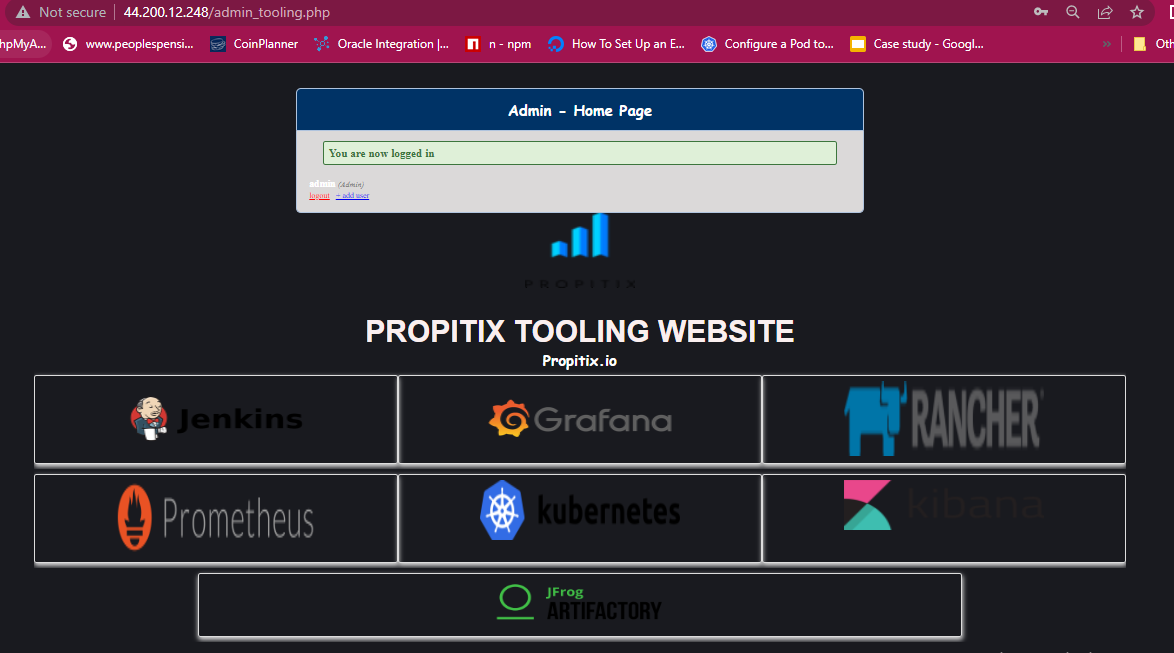 Not secure | 44.200.12.248/admin_tooling.php
hpMyA... www.peoplespensi... CoinPlanner Oracle Integration |... n - npm How To Set Up an E... Configure a Pod to... Case study - Googl... » Oth
Admin - Home Page
You are now logged in
admin (Admin)
logout + add user
PROPITIX
PROPITIX TOOLING WEBSITE
Propitix.io
Jenkins Grafana RANCHER
Prometheus kubernetes kibana
JFrog
ARTIFACTORY